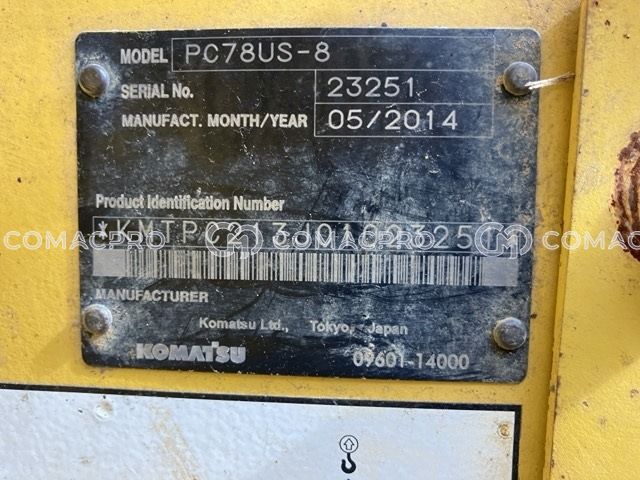 MODEL PC78US-8
SERIAL No. 23251
MANUFACT. MONTH/YEAR 05/2014
Product Identification Number
COMACPRO COMACPRO COMACPRO
MANUFACTURER
Komatsu Ltd., Tokyo, Japan
KOMATSU 09601-14000